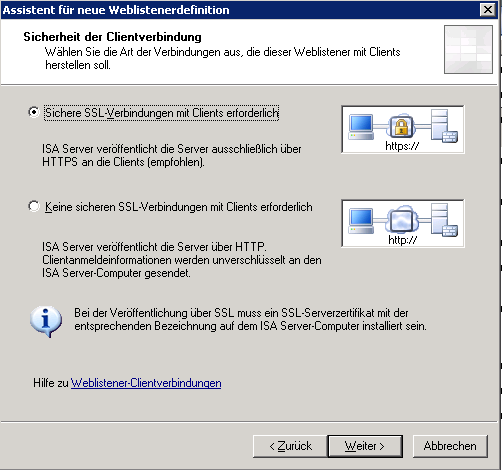 Assistent für neue Weblistenerdefinition
Sicherheit der Clientverbindung
Wählen Sie die Art der Verbindungen aus, die dieser Weblistener mit Clients
herstellen soll.
Sichere SSL-Verbindungen mit Clients erforderlich
https://
ISA Server veröffentlicht die Server ausschließlich über
HTTPS an die Clients (empfohlen).
Keine sicheren SSL-Verbindungen mit Clients erforderlich
http://
ISA Server veröffentlicht die Server über HTTP.
Clientanmeldeinformationen werden unverschlüsselt an den
ISA Server-Computer gesendet.
Bei der Veröffentlichung über SSL muss ein SSL-Serverzertifikat mit der
entsprechenden Bezeichnung auf dem ISA Server-Computer installiert sein.
Hilfe zu Weblistener-Clientverbindungen
< Zurück
Weiter >
Abbrechen